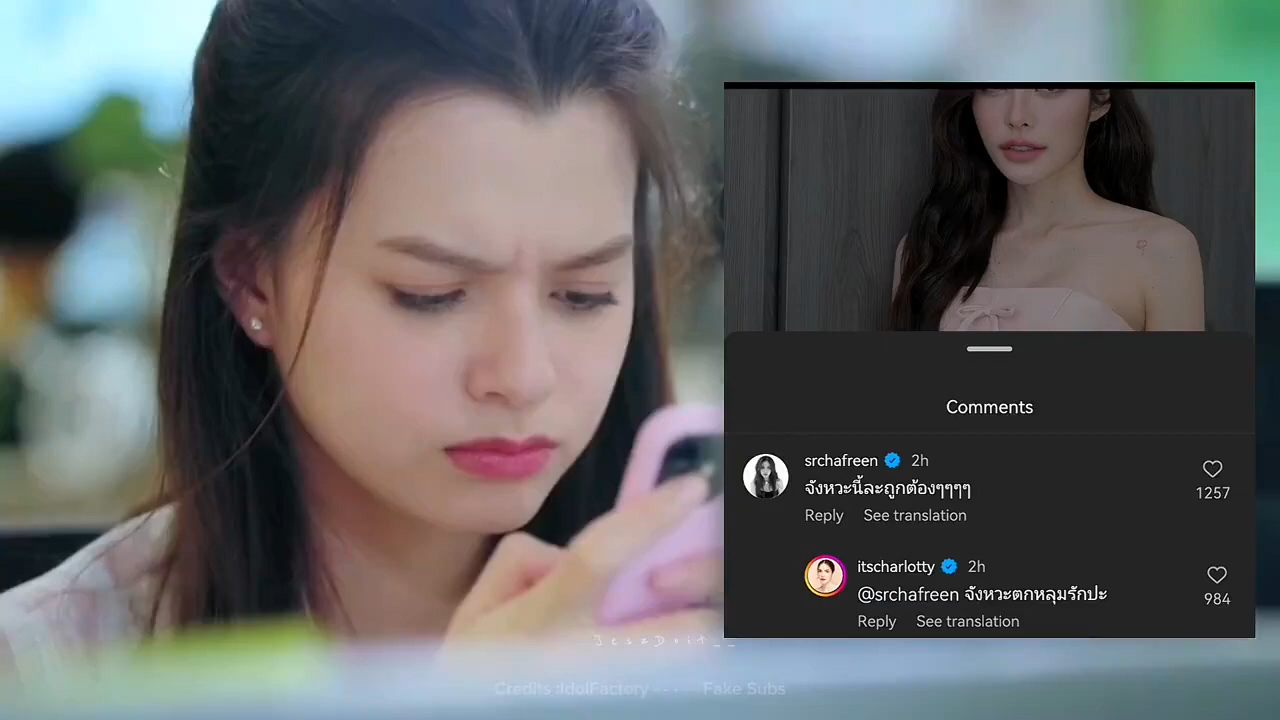 Comments
srchafreen 2h
จังหวะนี้ละถูกต้องๆๆๆๆ
1257
Reply See translation
itscharlotty 2h
@srchafreen จังหวะตกหลุมรักปะ
984
Reply See translation
JessDoit__
Credits :IdolFactory --- Fake Subs